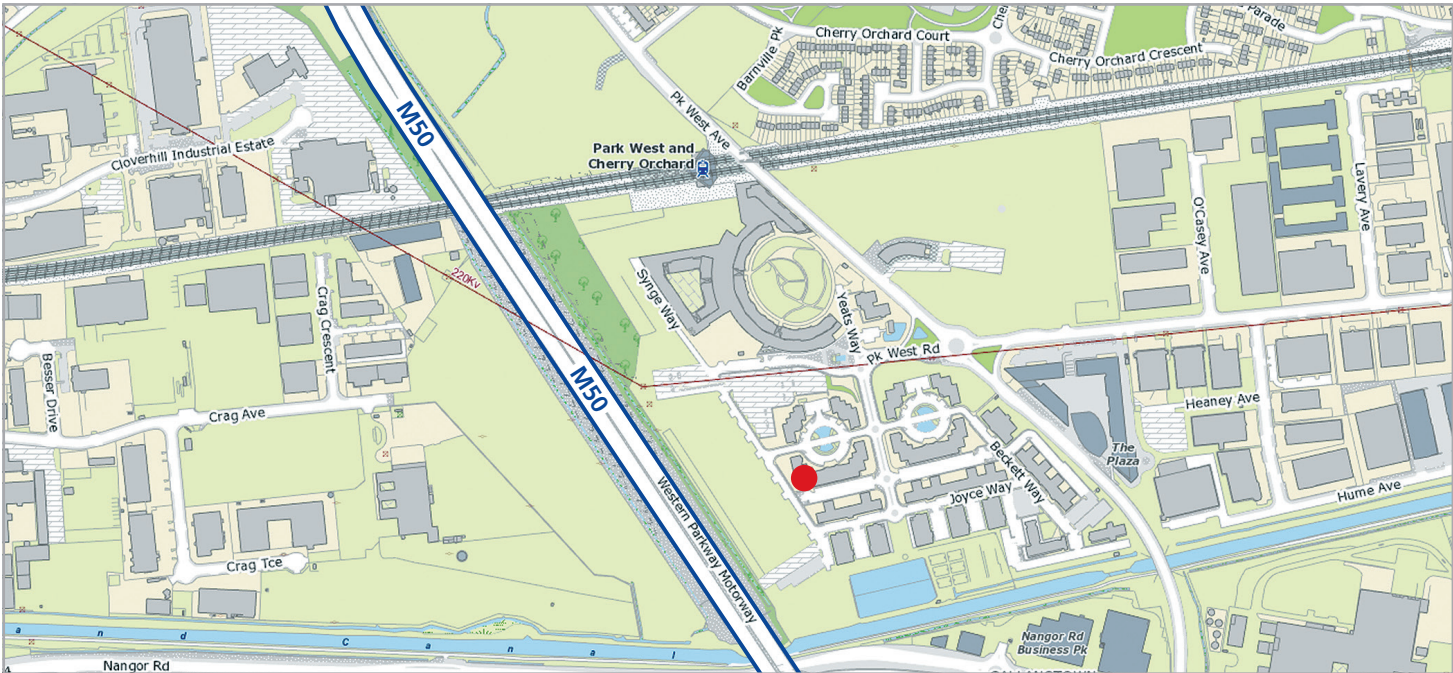 Cherry Orchard Court
Parade
Barnville Pk
Cherry Orchard Crescent
M50
Pk West Ave
Cloverhill Industrial Estate
Park West and
Cherry Orchard
Lavery Ave
O'Casey Ave
220Kv
Synge Way
Crag Crescent
Yeats Way
Pk West Rd
Besser Drive
M50
Heaney Ave
Crag Ave
The
Plaza
Beckett Way
Joyce Way
Hume Ave
Western Parkway Motorway
Crag Tce
and Canal
Nangor Rd
Business Pk
Nangor Rd